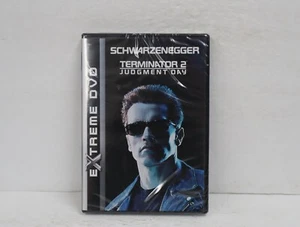 SCHWARZENEGGER
TERMINATOR 2
JUDGMENT DAY
EXTREME DVD